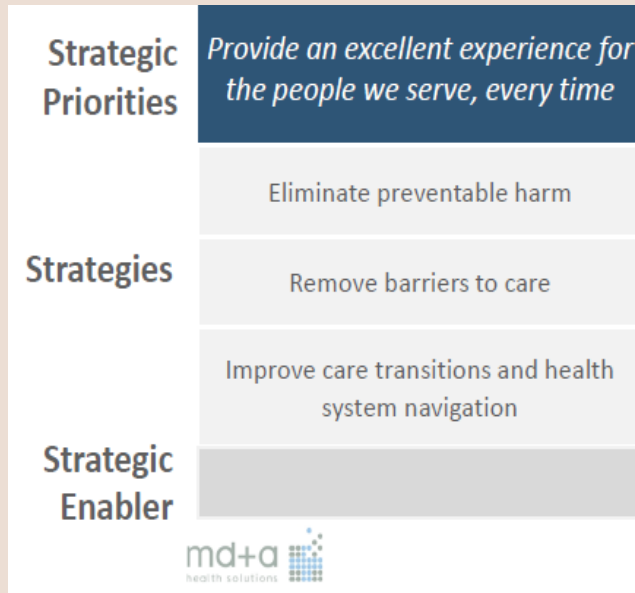 Strategic
Priorities
Provide an excellent experience for
the people we serve, every time
Eliminate preventable harm
Strategies
Remove barriers to care
Improve care transitions and health
system navigation
Strategic
Enabler
md+a
health solutions